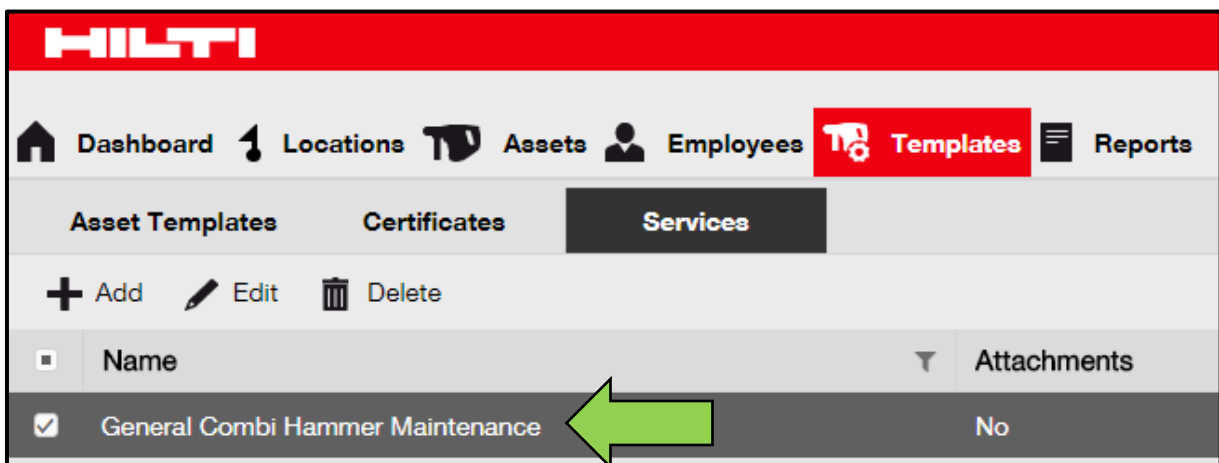 HILTI
Dashboard Locations Assets Employees Templates Reports
Asset Templates Certificates Services
Add Edit Delete
Name Attachments
General Combi Hammer Maintenance No